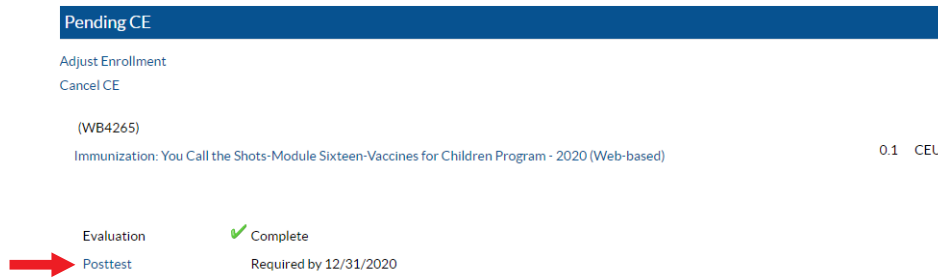 Pending CE
Adjust Enrollment
Cancel CE
(WB4265)
Immunization: You Call the Shots-Module Sixteen-Vaccines for Children Program - 2020 (Web-based) 0.1 CEU
Evaluation Complete
Posttest Required by 12/31/2020